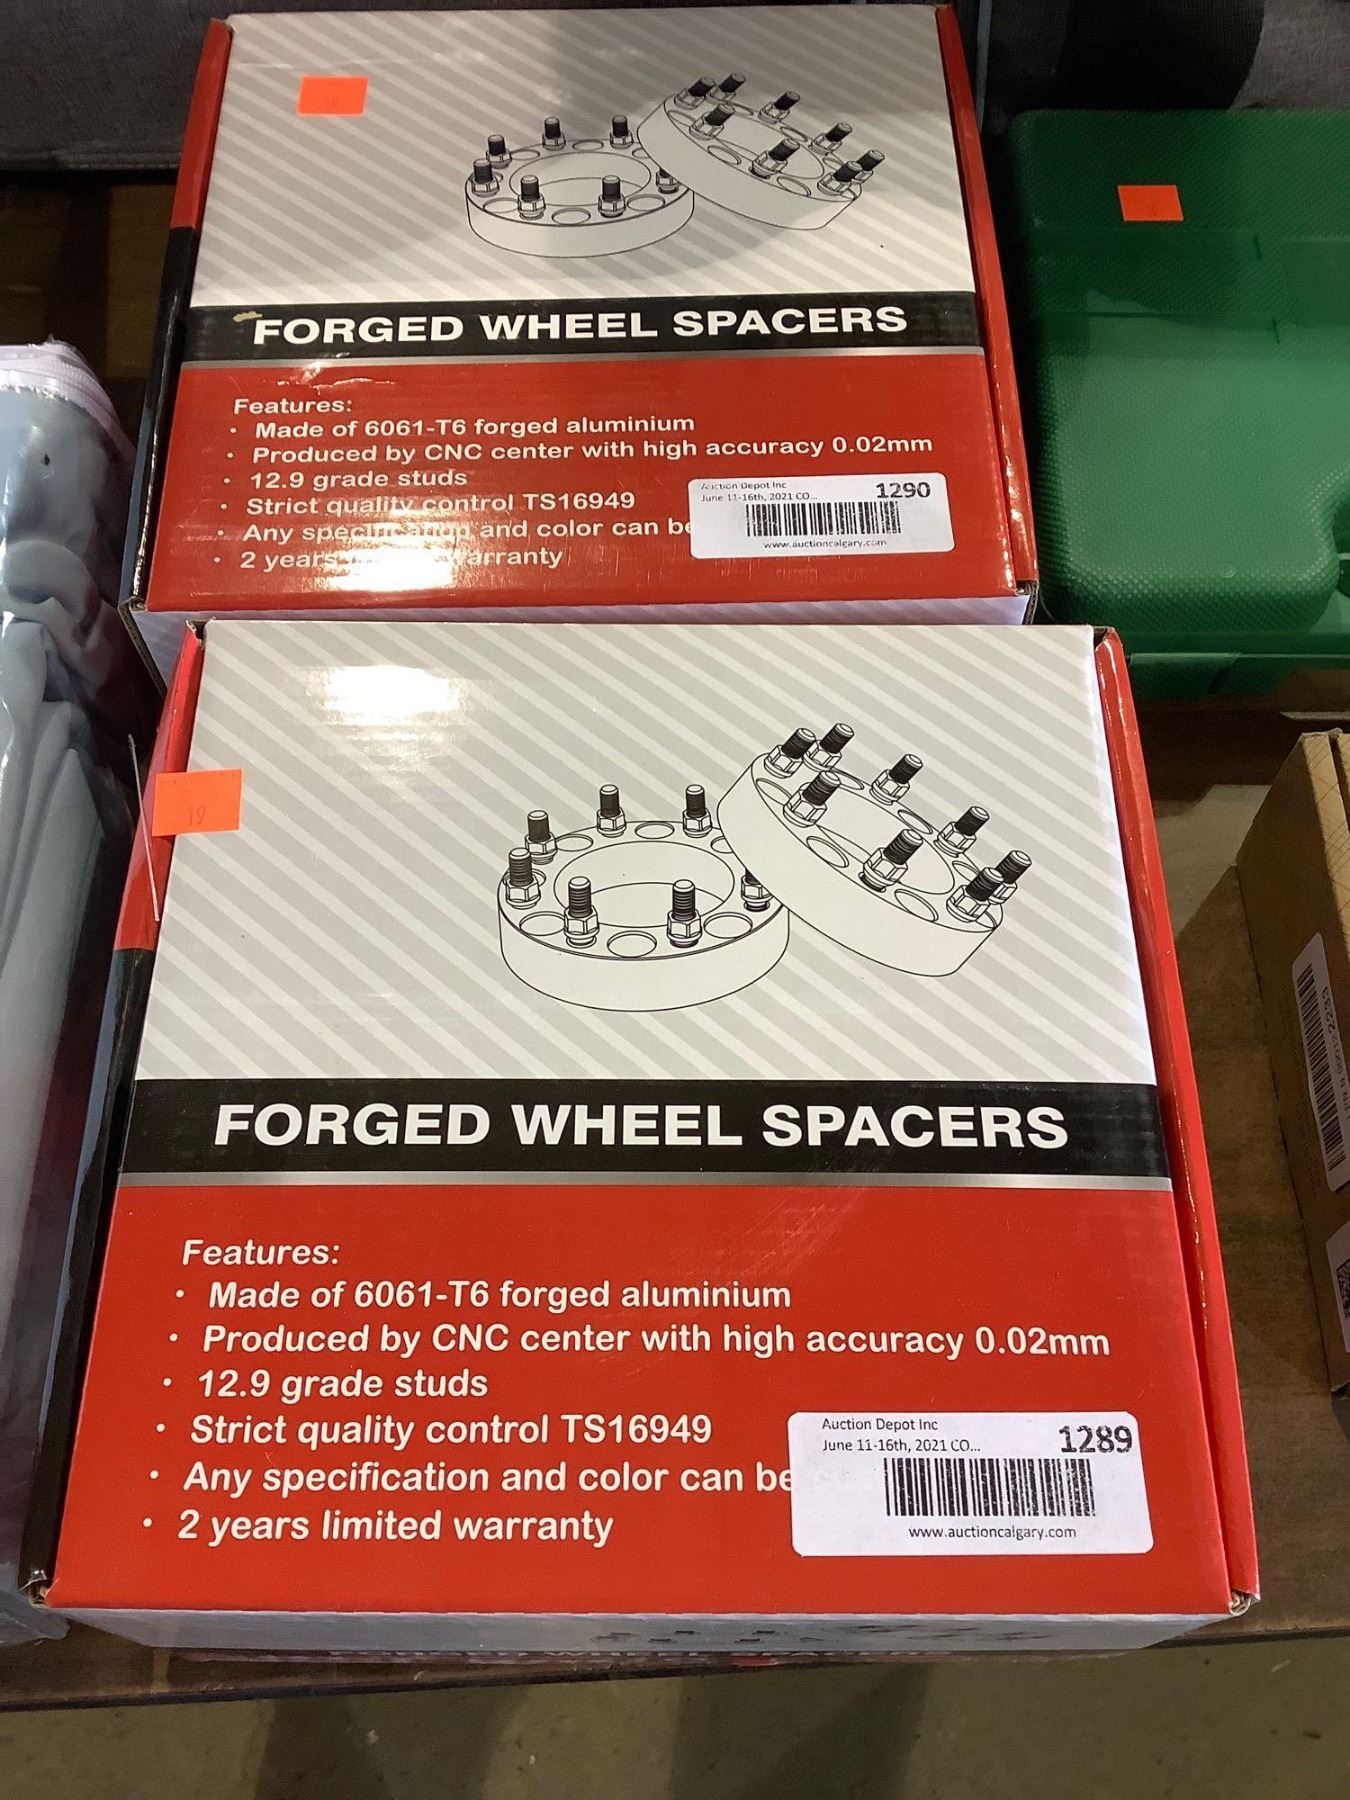 FORGED WHEEL SPACERS
Features:
· Made of 6061-T6 forged aluminium
· Produced by CNC center with high accuracy 0.02mm
· 12.9 grade studs
· Strict quality control TS16949
· Any specification and color can be
· 2 years warranty
Auction Depot Inc
June 11-16th, 2021 CO...
1290
www.auctioncalgary.com
19
FORGED WHEEL SPACERS
Features:
· Made of 6061-T6 forged aluminium
· Produced by CNC center with high accuracy 0.02mm
· 12.9 grade studs
· Strict quality control TS16949
· Any specification and color can be
· 2 years limited warranty
Auction Depot Inc
June 11-16th, 2021 CO...
1289
www.auctioncalgary.com